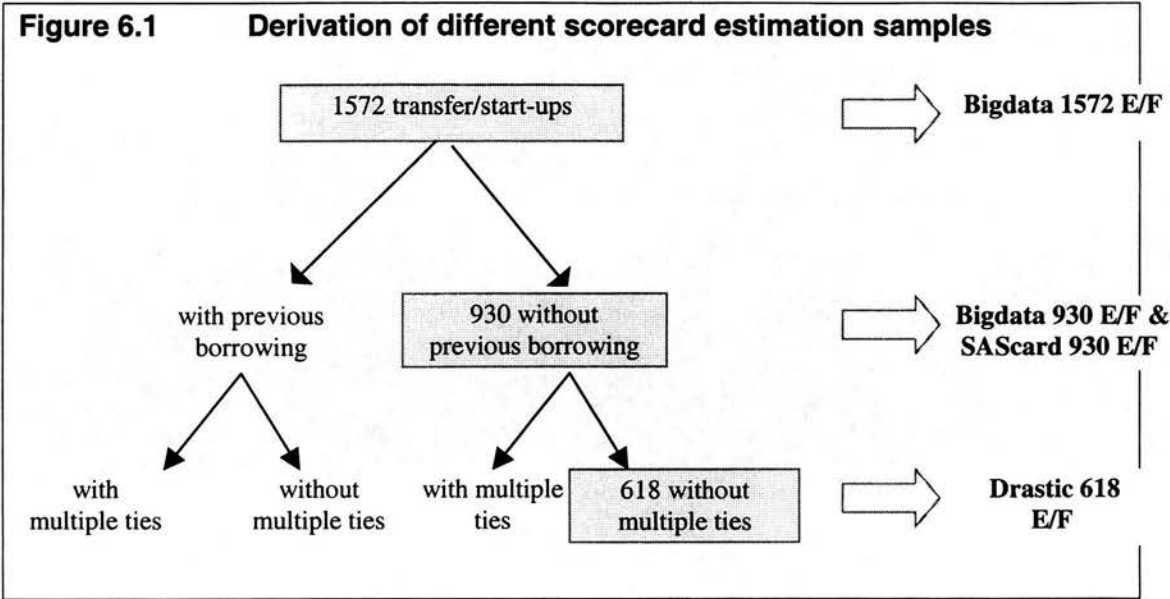 Figure 6.1 Derivation of different scorecard estimation samples
1572 transfer/start-ups
Bigdata 1572 E/F
with previous
borrowing
930 without
previous borrowing
Bigdata 930 E/F &
SAScard 930 E/F
with
multiple ties
without
multiple ties
with multiple
ties
618 without
multiple ties
Drastic 618
E/F